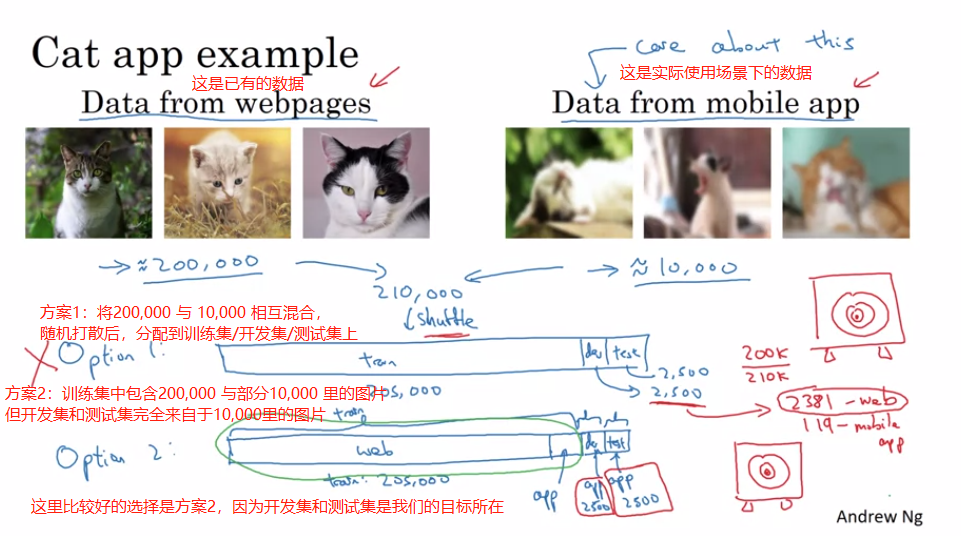 Cat app example
care about this
这是已有的数据
这是实际使用场景下的数据
Data from webpages
Data from mobile app
→ ≈200,000
→ ≈10,000
210,000
shuffle
方案1：将200,000 与 10,000 相互混合，
随机打散后，分配到训练集/开发集/测试集上
Option 1:
train
dev
test
205,000
2,500
2,500
200K
210K
2381 - web
119 - mobile app
方案2：训练集中包含200,000 与部分10,000 里的图片
但开发集和测试集完全来自于10,000里的图片
train
Option 2:
web
dev
test
train: 205,000
app
app 2500
app 2500
这里比较好的选择是方案2，因为开发集和测试集是我们的目标所在
Andrew Ng